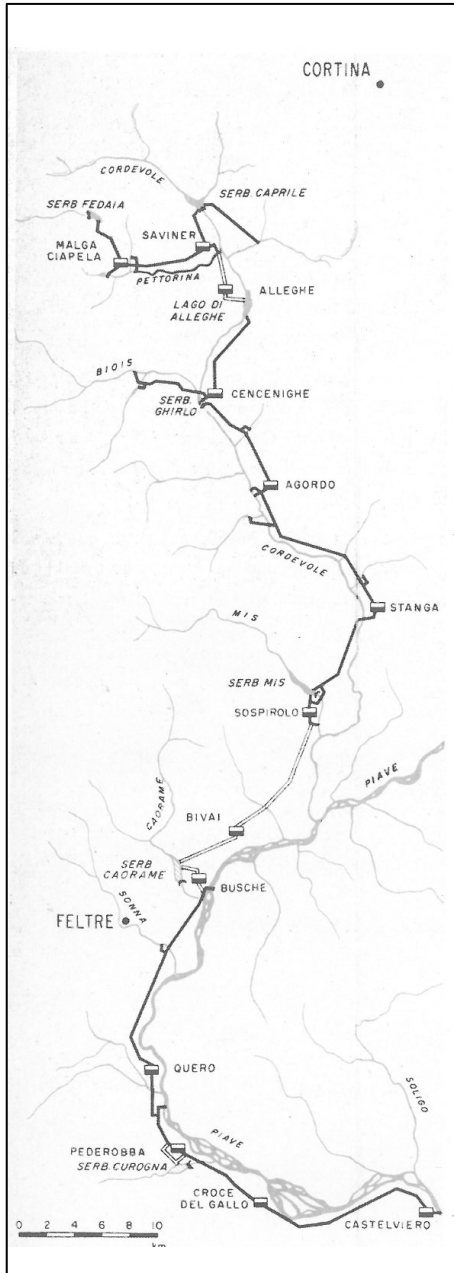 CORTINA
CORDEVOLE
SERB. CAPRILE
SERB FEDAIA
SAVINER
MALGA
CIAPELA
PETTORINA
ALLEGHE
LAGO DI
ALLEGHE
BIOIS
CENCENIGHE
SERB.
GHIRLO
AGORDO
CORDEVOLE
STANGA
MIS
SERB MIS
SOSPIROLO
PIAVE
CAORAME
BIVAI
SERB
CAORAME
BUSCHE
SONNA
FELTRE
QUERO
SOLIGO
PIAVE
PEDEROBBA
SERB. CUROGNA
CROCE
DEL GALLO
CASTELVIERO
0 2 4 6 8 10
km